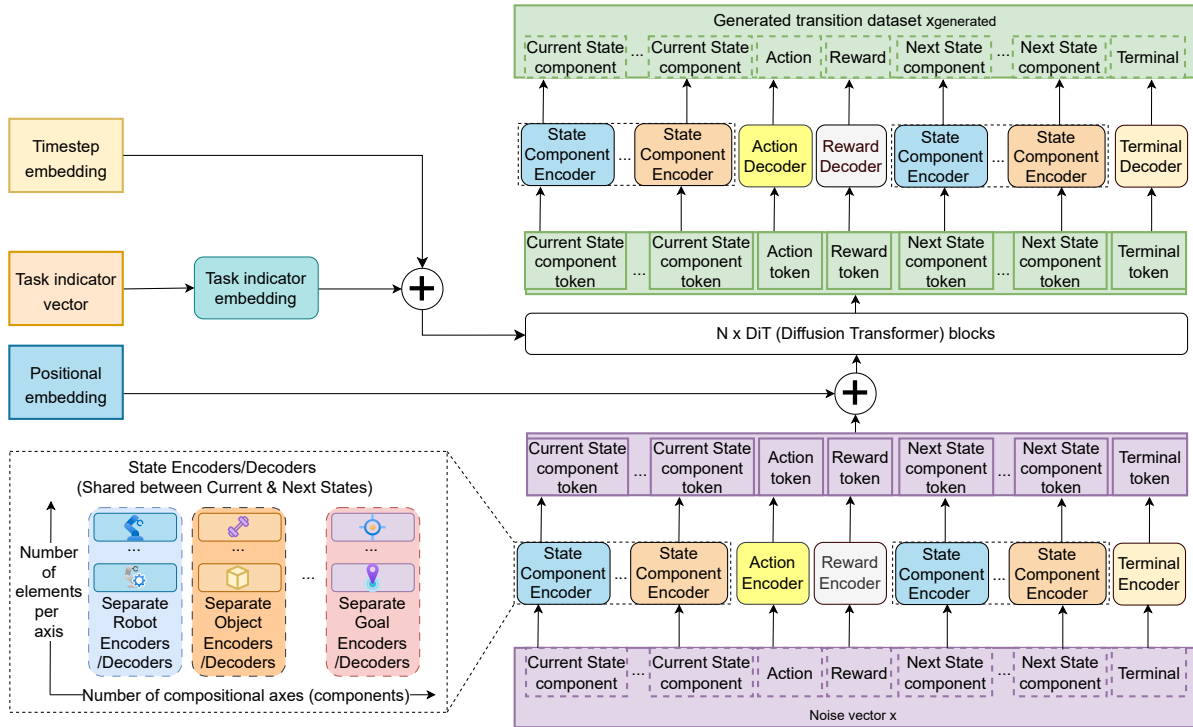 Generated transition dataset xgenerated
Current State component
...
Current State component
Action
Reward
Next State component
...
Next State component
Terminal
State Component Encoder
...
State Component Encoder
Action Decoder
Reward Decoder
State Component Encoder
...
State Component Encoder
Terminal Decoder
Current State component token
...
Current State component token
Action token
Reward token
Next State component token
...
Next State component token
Terminal token
Timestep embedding
Task indicator vector
Task indicator embedding
+
N x DiT (Diffusion Transformer) blocks
Positional embedding
+
Current State component token
...
Current State component token
Action token
Reward token
Next State component token
...
Next State component token
Terminal token
State Component Encoder
...
State Component Encoder
Action Encoder
Reward Encoder
State Component Encoder
...
State Component Encoder
Terminal Encoder
Current State component
...
Current State component
Action
Reward
Next State component
...
Next State component
Terminal
Noise vector x
State Encoders/Decoders
(Shared between Current & Next States)
Number of elements per axis
...
Separate Robot Encoders /Decoders
...
Separate Object Encoders /Decoders
...
...
Separate Goal Encoders /Decoders
Number of compositional axes (components)